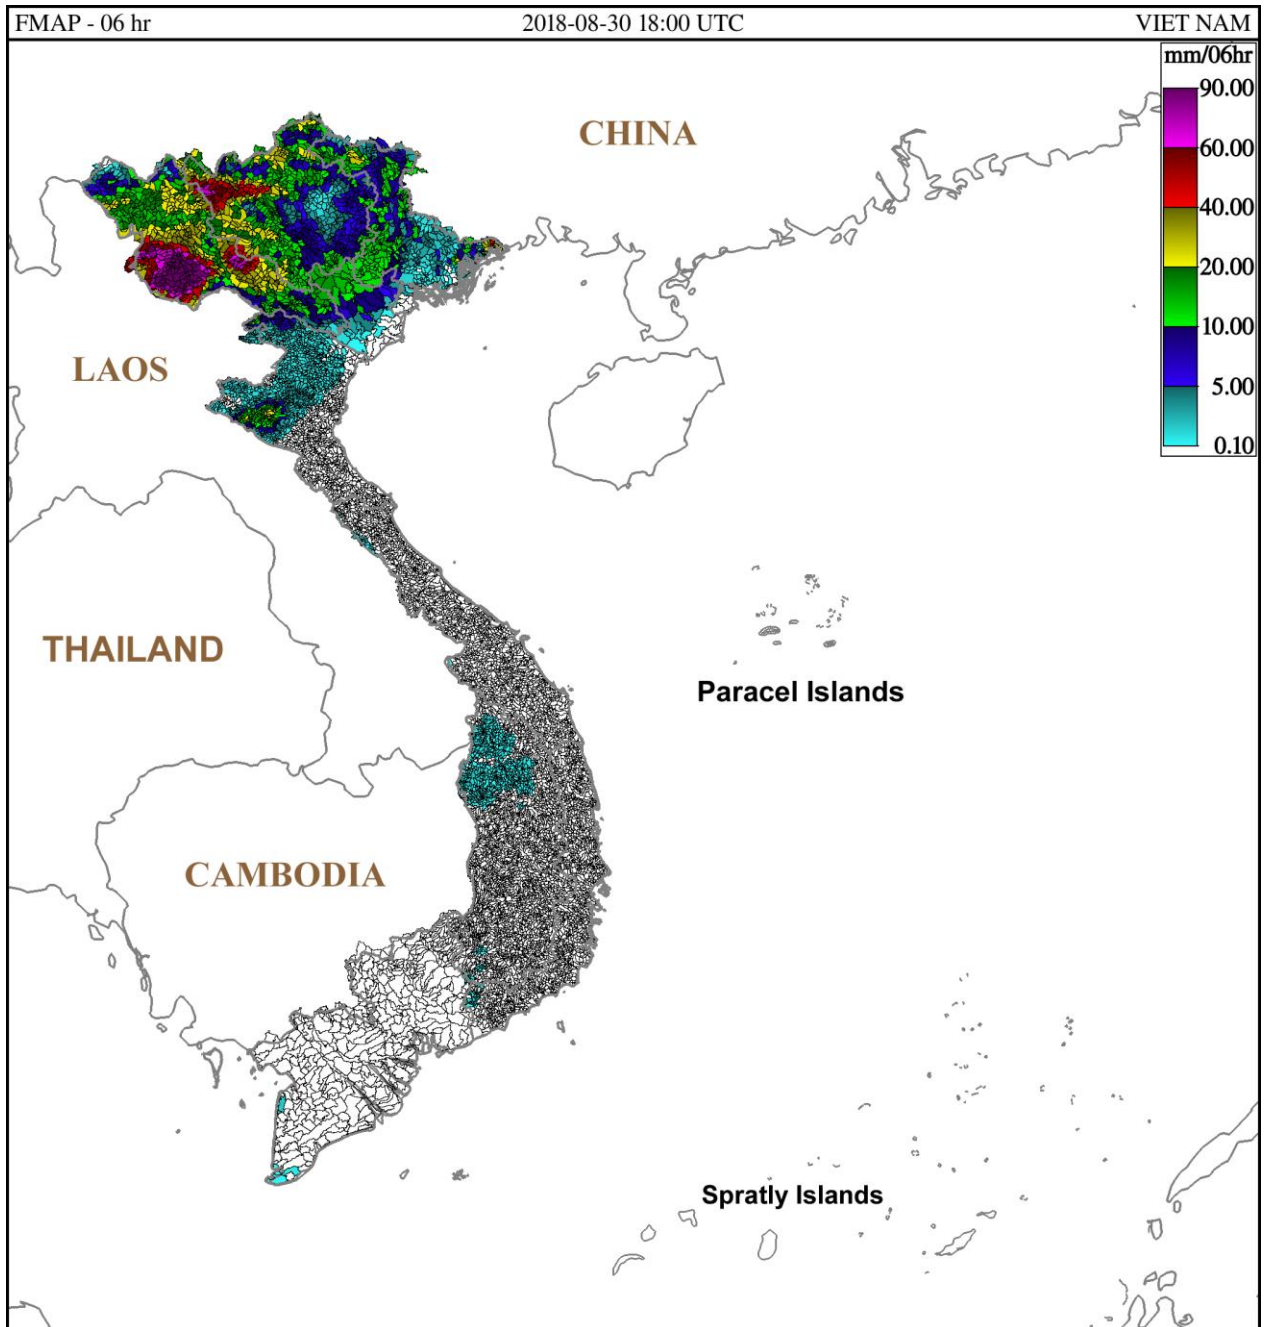 FMAP - 06 hr 2018-08-30 18:00 UTC VIET NAM
mm/06hr
90.00
CHINA
60.00
40.00
20.00
10.00
LAOS
5.00
0.10
THAILAND
Paracel Islands
CAMBODIA
Spratly Islands